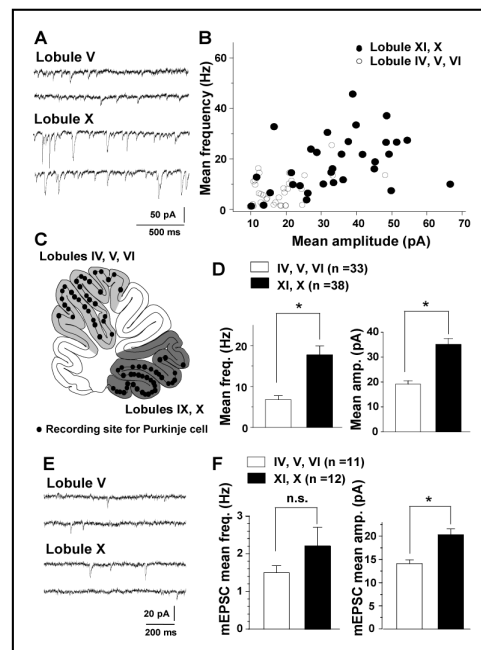 A
Lobule V
Lobule X
50 pA
500 ms
B
Lobule XI, X
Lobule IV, V, VI
Mean frequency (Hz)
60
40
20
0
10 20 30 40 50 60 70
Mean amplitude (pA)
C
Lobules IV, V, VI
Lobules IX, X
Recording site for Purkinje cell
D
IV, V, VI (n =33)
XI, X (n =38)
Mean freq. (Hz)
20
10
0
*
Mean amp. (pA)
40
30
20
10
0
*
E
Lobule V
Lobule X
20 pA
200 ms
F
IV, V, VI (n =11)
XI, X (n =12)
mEPSC mean freq. (Hz)
3
2
1
0
n.s.
mEPSC mean amp. (pA)
25
20
15
10
0
*